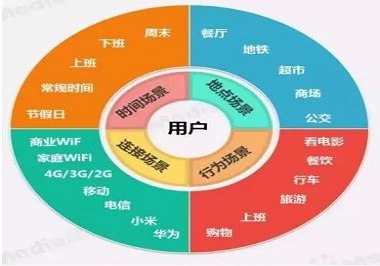 周末
下班
上班
常规时间
节假日
餐厅
地铁
超市
商场
公交
时间场景
地点场景
用户
连接场景
行为场景
商业WiF
家庭WiFi
4G/3G/2G
移动
电信
小米
华为
看电影
餐饮
行车
旅游
上班
购物